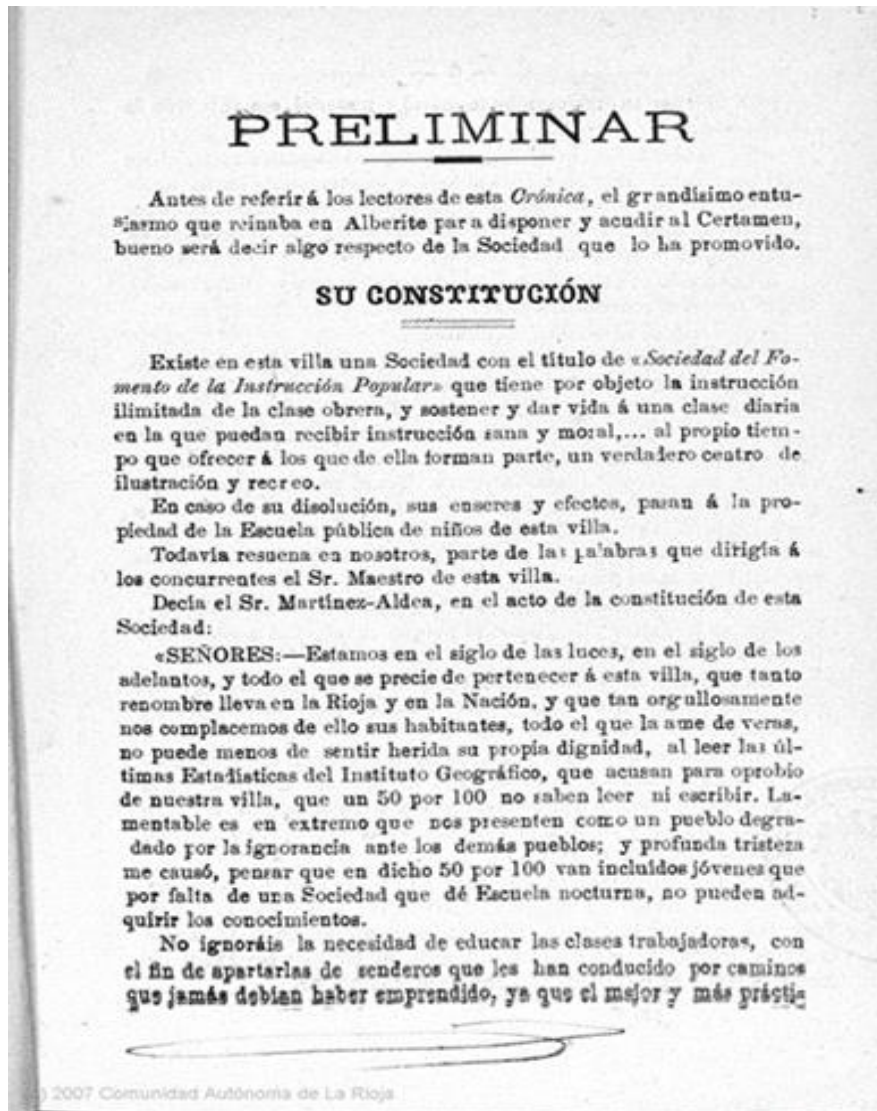 PRELIMINAR
Antes de referir á los lectores de esta Crónica, el grandísimo entu-
siasmo que reinaba en Alberite para disponer y acudir al Certamen,
bueno será decir algo respecto de la Sociedad que lo ha promovido.
SU CONSTITUCIÓN
Existe en esta villa una Sociedad con el título de «Sociedad del Fo-
mento de la Instrucción Popular» que tiene por objeto la instrucción
ilimitada de la clase obrera, y sostener y dar vida á una clase diaria
en la que puedan recibir instrucción sana y moral,... al propio tiem-
po que ofrecer á los que de ella forman parte, un verdadero centro de
ilustración y recreo.
En caso de su disolución, sus enseres y efectos, pasan á la pro-
piedad de la Escuela pública de niños de esta villa.
Todavía resuena en nosotros, parte de las palabras que dirigía á
los concurrentes el Sr. Maestro de esta villa.
Decía el Sr. Martínez-Aldea, en el acto de la constitución de esta
Sociedad:
«SEÑORES:—Estamos en el siglo de las luces, en el siglo de los
adelantos, y todo el que se precie de pertenecer á esta villa, que tanto
renombre lleva en la Rioja y en la Nación, y que tan orgullosamente
nos complacemos de ello sus habitantes, todo el que la ame de veras,
no puede menos de sentir herida su propia dignidad, al leer las úl-
timas Estadísticas del Instituto Geográfico, que acusan para oprobio
de nuestra villa, que un 50 por 100 no saben leer ni escribir. La-
mentable es en extremo que nos presenten como un pueblo degra-
dado por la ignorancia ante los demás pueblos; y profunda tristeza
me causó, pensar que en dicho 50 por 100 van incluidos jóvenes que
por falta de una Sociedad que dé Escuela nocturna, no pueden ad-
quirir los conocimientos.
No ignoráis la necesidad de educar las clases trabajadoras, con
el fin de apartarlas de senderos que les han conducido por caminos
que jamás debian haber emprendido, ya que el mejor y más práctic
(c) 2007 Comunidad Autónoma de La Rioja